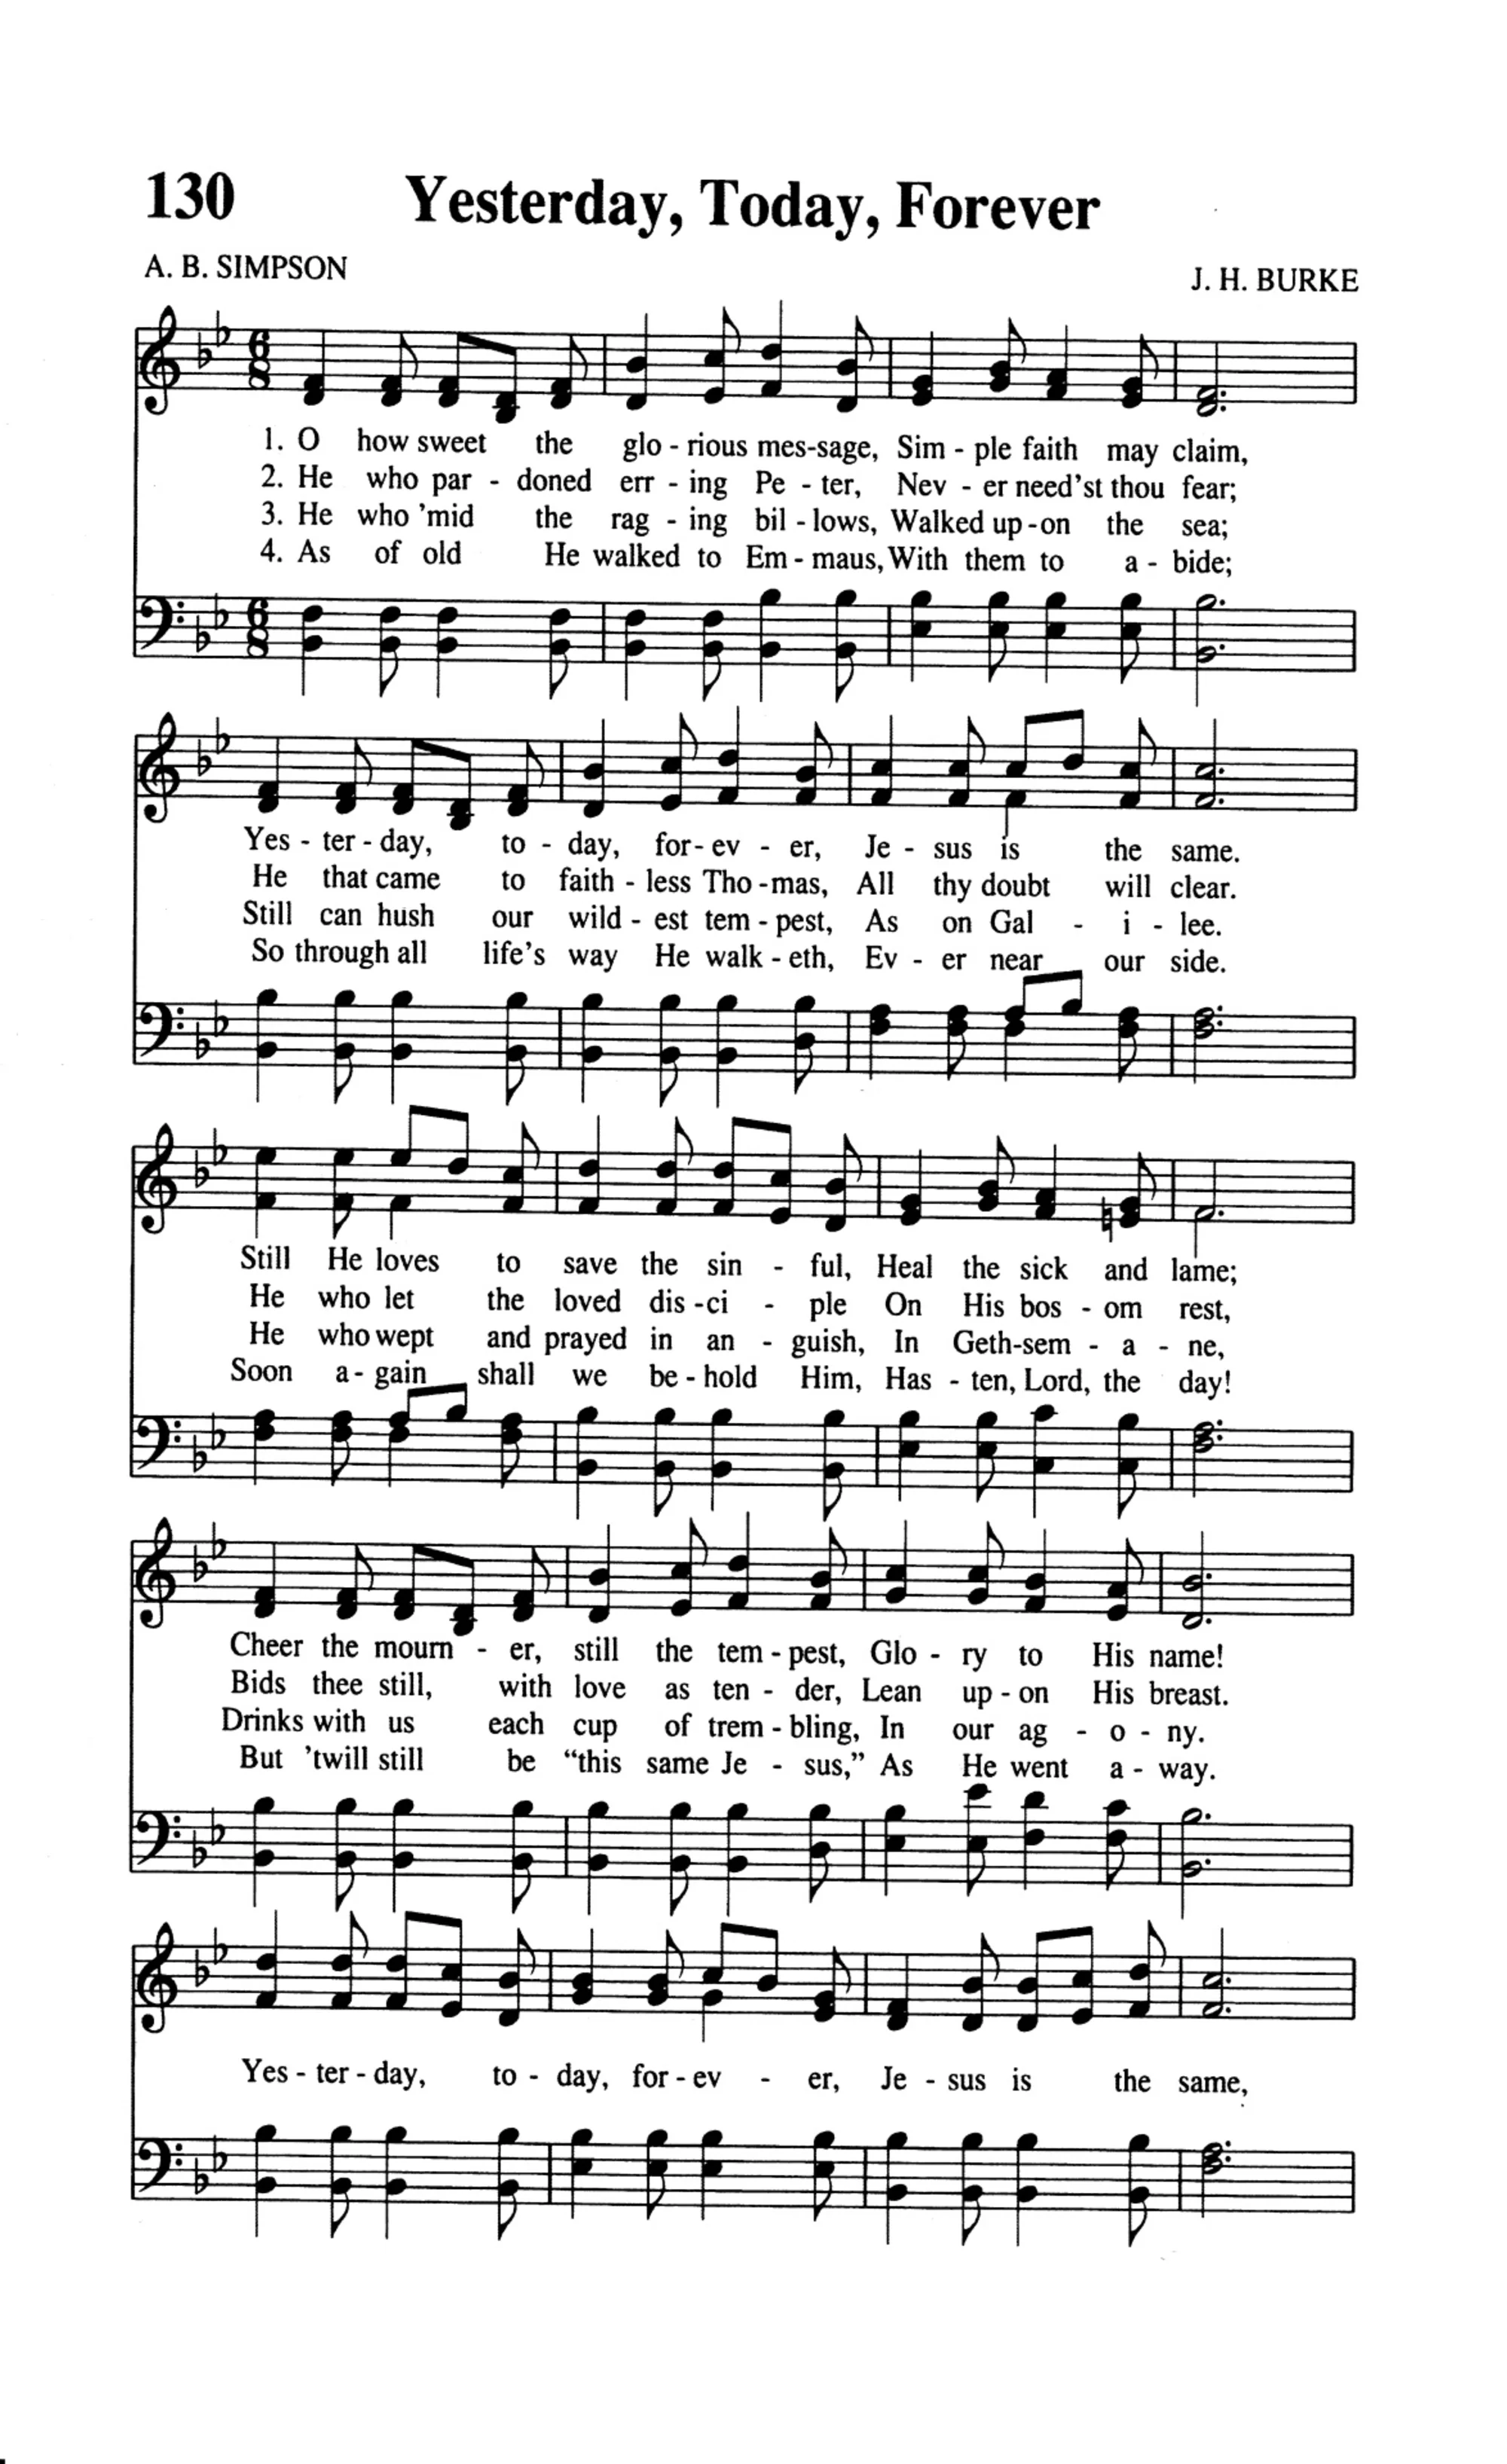 130 Yesterday, Today, Forever
A. B. SIMPSON
J. H. BURKE
1. O how sweet the glo - rious mes-sage, Sim - ple faith may claim,
2. He who par - doned err - ing Pe - ter, Nev - er need'st thou fear;
3. He who 'mid the rag - ing bil - lows, Walked up-on the sea;
4. As of old He walked to Em - maus, With them to a - bide;
Yes - ter - day, to - day, for - ev - er, Je - sus is the same.
He that came to faith - less Tho - mas, All thy doubt will clear.
Still can hush our wild - est tem - pest, As on Gal - i - lee.
So through all life's way He walk - eth, Ev - er near our side.
Still He loves to save the sin - ful, Heal the sick and lame;
He who let the loved dis - ci - ple On His bos - om rest,
He who wept and prayed in an - guish, In Geth-sem - a - ne,
Soon a - gain shall we be - hold Him, Has - ten, Lord, the day!
Cheer the mourn - er, still the tem - pest, Glo - ry to His name!
Bids thee still, with love as ten - der, Lean up - on His breast.
Drinks with us each cup of trem - bling, In our ag - o - ny.
But 'twill still be “this same Je - sus,” As He went a - way.
Yes - ter - day, to - day, for - ev - er, Je - sus is the same,